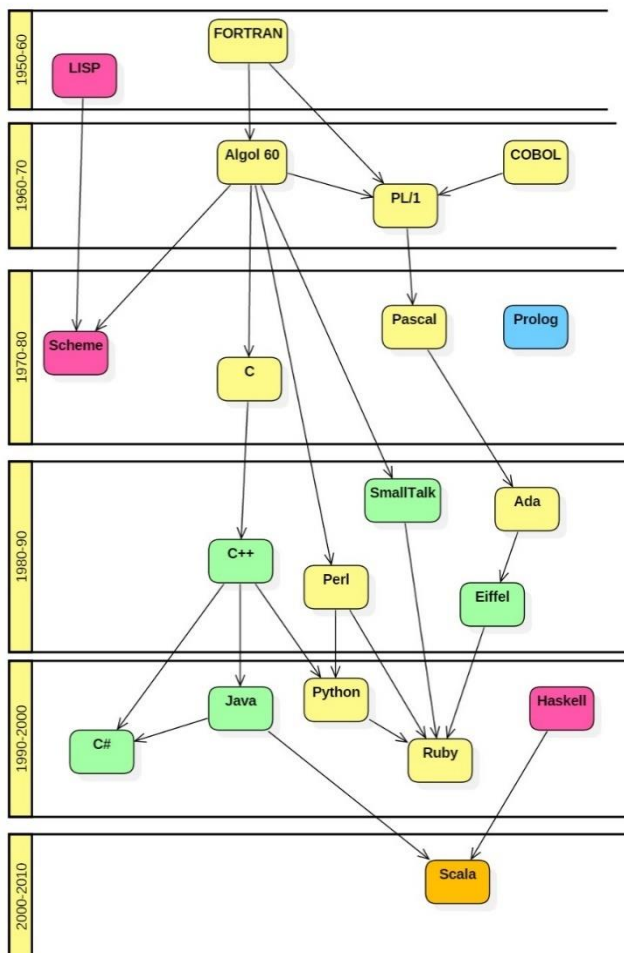 1950-60
FORTRAN
LISP
1960-70
Algol 60
COBOL
PL/1
1970-80
Pascal
Prolog
Scheme
C
1980-90
SmallTalk
Ada
C++
Perl
Eiffel
1990-2000
Python
Java
Haskell
C#
Ruby
2000-2010
Scala